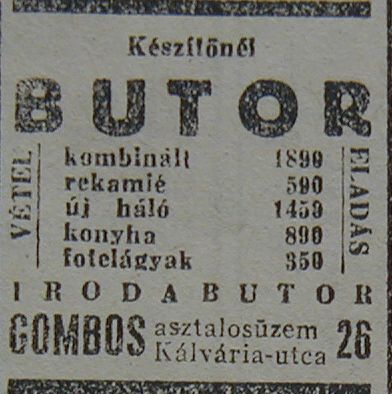 Készítőnél
BUTOR
VÉTEL
kombinált 1890
rekamié 590
új háló 1450
konyha 890
fotelágyak 350
ELADÁS
IRODABUTOR
GOMBOS asztalosüzem
Kálvária-utca 26